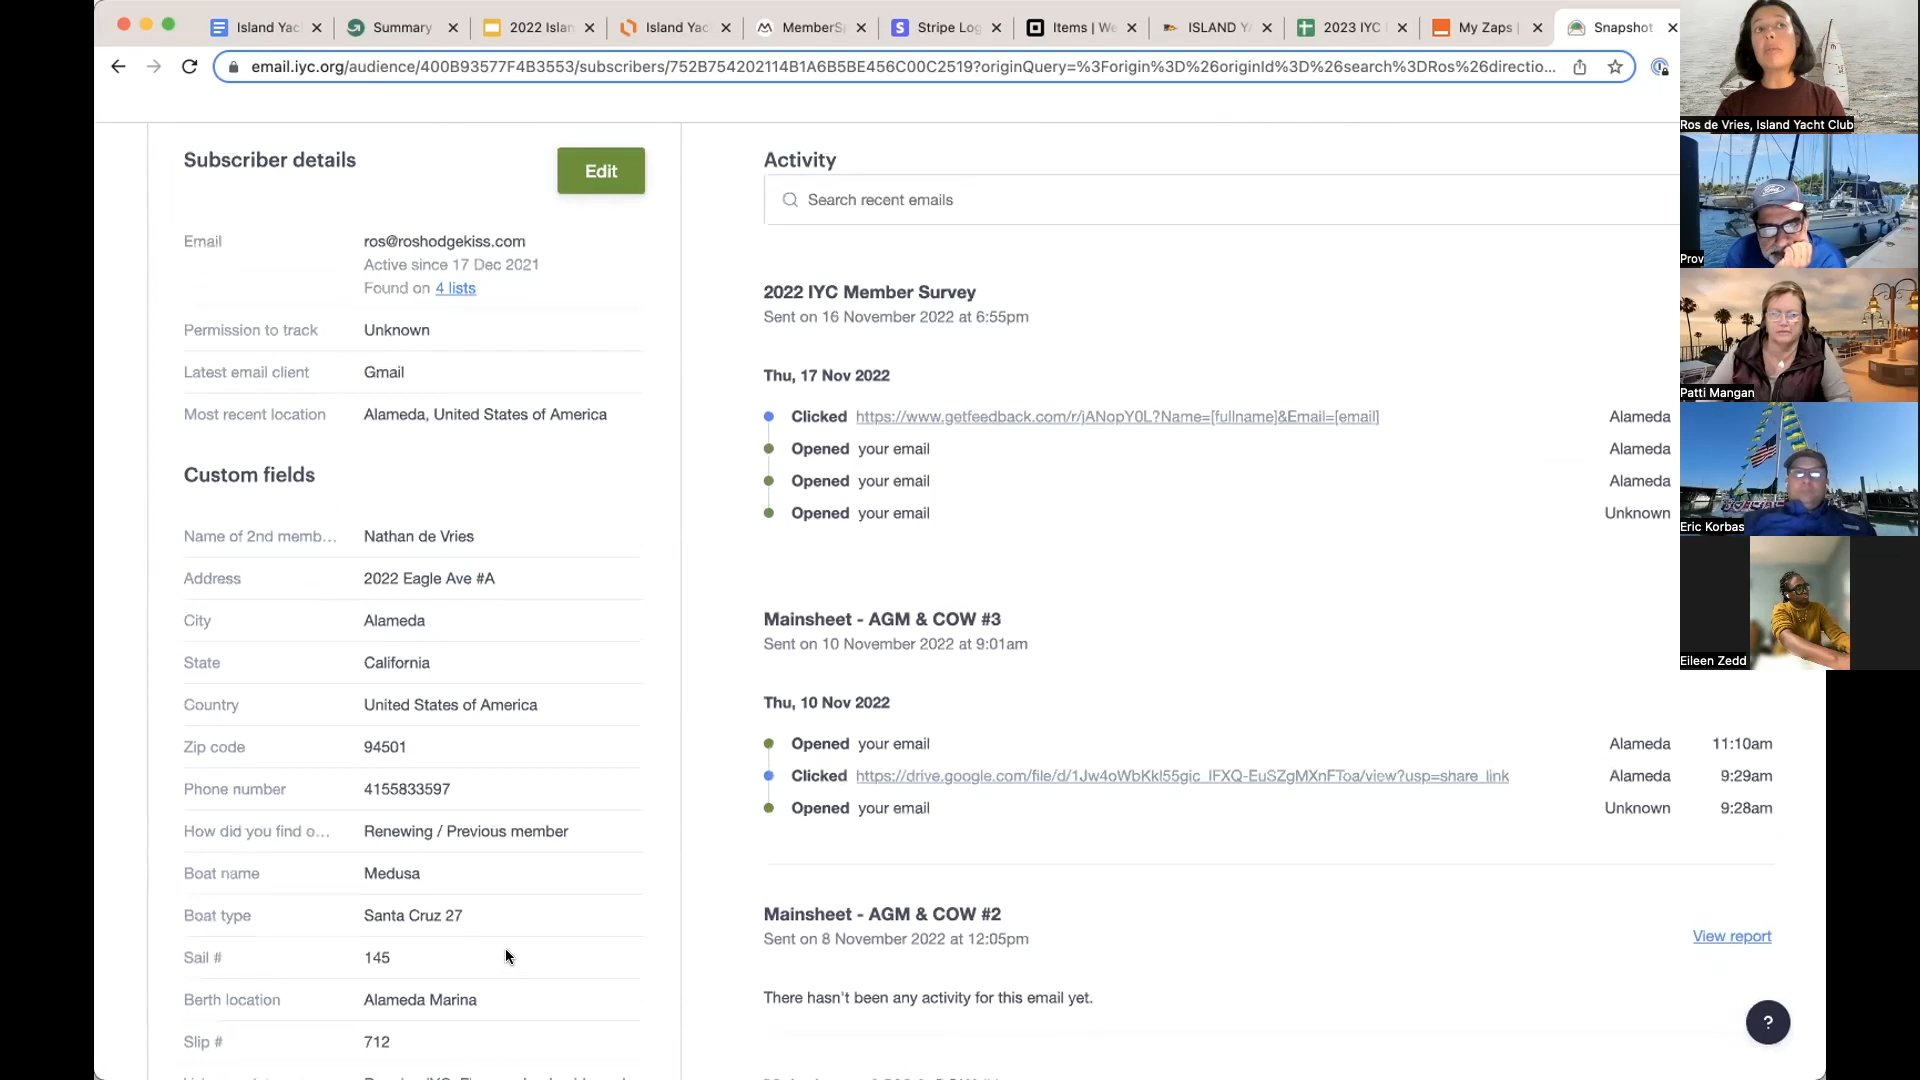 Island Yac
Summary
2022 Islan
Island Yac
MemberSp
Stripe Log
Items | We
ISLAND YA
2023 IYC
My Zaps |
Snapshot
email.iyc.org/audience/400B93577F4B3553/subscribers/752B754202114B1A6B5BE456C00C2519?originQuery=%3Forigin%3D%26originId%3D%26search%3DRos%26directio...
Subscriber details
Edit
Email
ros@roshodgekiss.com
Active since 17 Dec 2021
Found on 4 lists
Permission to track
Unknown
Latest email client
Gmail
Most recent location
Alameda, United States of America
Custom fields
Name of 2nd memb...
Nathan de Vries
Address
2022 Eagle Ave #A
City
Alameda
State
California
Country
United States of America
Zip code
94501
Phone number
4155833597
How did you find o...
Renewing / Previous member
Boat name
Medusa
Boat type
Santa Cruz 27
Sail #
145
Berth location
Alameda Marina
Slip #
712
Activity
Search recent emails
2022 IYC Member Survey
Sent on 16 November 2022 at 6:55pm
Thu, 17 Nov 2022
Clicked https://www.getfeedback.com/r/jANopY0L?Name=[fullname]&Email=[email] Alameda
Opened your email Alameda
Opened your email Alameda
Opened your email Unknown
Mainsheet - AGM & COW #3
Sent on 10 November 2022 at 9:01am
Thu, 10 Nov 2022
Opened your email Alameda 11:10am
Clicked https://drive.google.com/file/d/1Jw4oWbKkl55gic_IFXQ-EuSZgMXnFToa/view?usp=share_link Alameda 9:29am
Opened your email Unknown 9:28am
Mainsheet - AGM & COW #2
Sent on 8 November 2022 at 12:05pm
View report
There hasn't been any activity for this email yet.
?
Ros de Vries, Island Yacht Club
Prov
Patti Mangan
Eric Korbas
Eileen Zedd